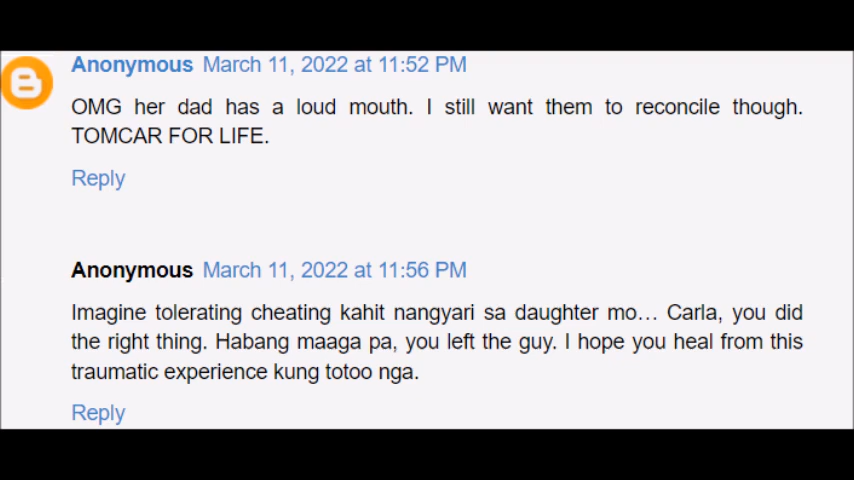 Anonymous March 11, 2022 at 11:52 PM
OMG her dad has a loud mouth. I still want them to reconcile though.
TOMCAR FOR LIFE.
Reply
Anonymous March 11, 2022 at 11:56 PM
Imagine tolerating cheating kahit nangyari sa daughter mo… Carla, you did
the right thing. Habang maaga pa, you left the guy. I hope you heal from this
traumatic experience kung totoo nga.
Reply